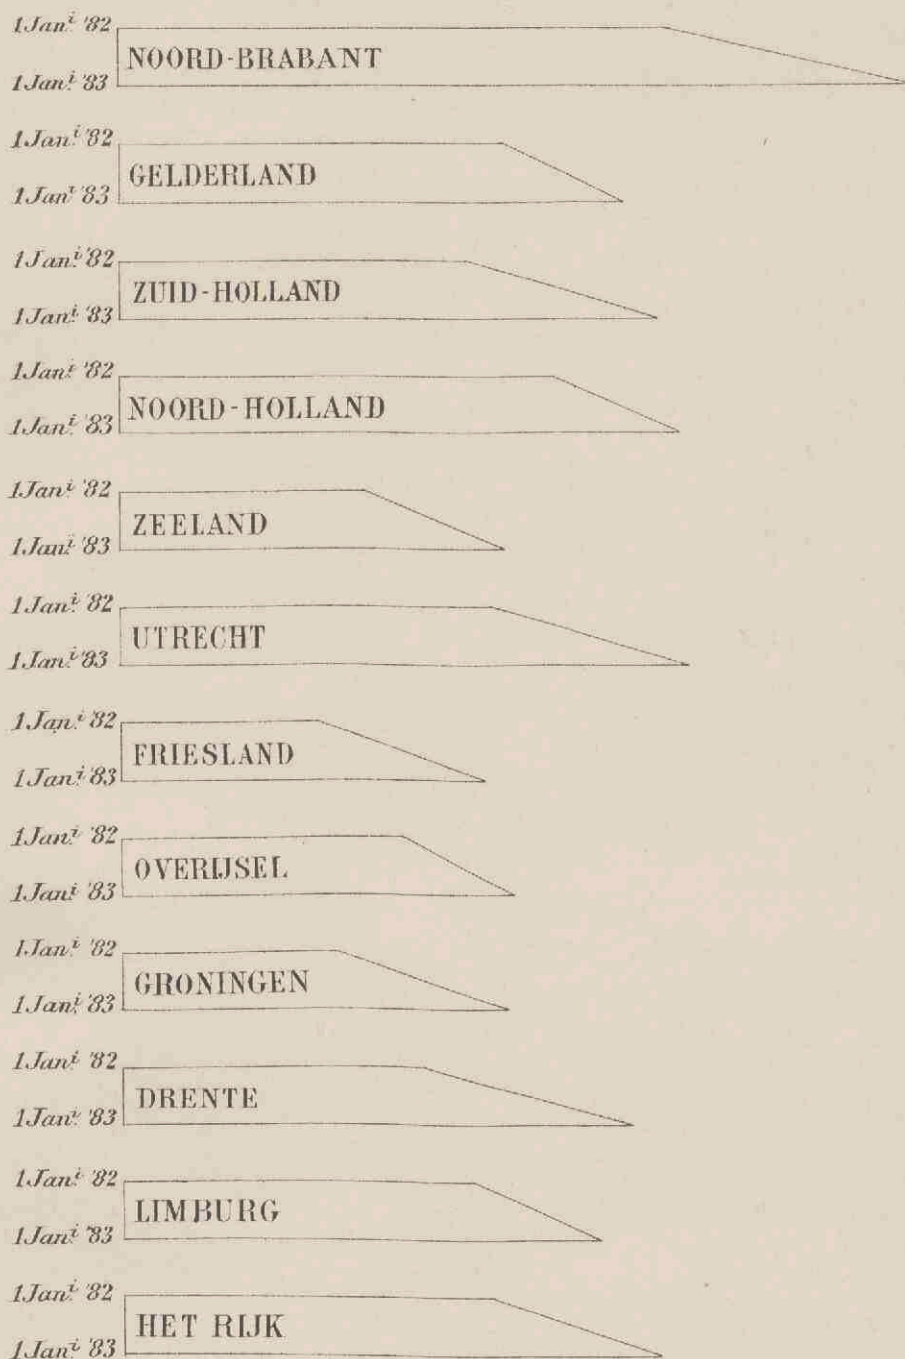 1 Jan.i '82
NOORD-BRABANT
1 Jan.i '83
1 Jan.i '82
GELDERLAND
1 Jan.i '83
1 Jan.i '82
ZUID-HOLLAND
1 Jan.i '83
1 Jan.i '82
NOORD-HOLLAND
1 Jan.i '83
1 Jan.i '82
ZEELAND
1 Jan.i '83
1 Jan.i '82
UTRECHT
1 Jan.i '83
1 Jan.i '82
FRIESLAND
1 Jan.i '83
1 Jan.i '82
OVERIJSEL
1 Jan.i '83
1 Jan.i '82
GRONINGEN
1 Jan.i '83
1 Jan.i '82
DRENTE
1 Jan.i '83
1 Jan.i '82
LIMBURG
1 Jan.i '83
1 Jan.i '82
HET RIJK
1 Jan.i '83